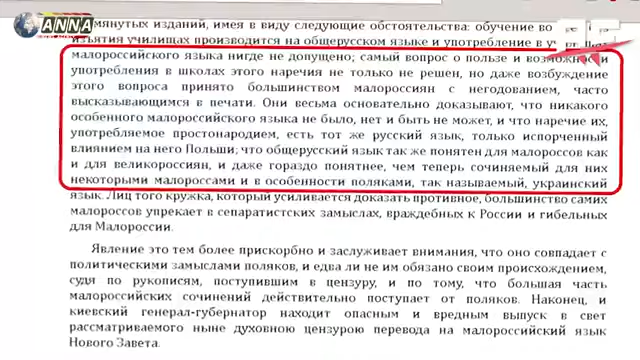 ANNA
мянутых изданий, имея в виду следующие обстоятельства: обучение во
изъятия училищах производится на общерусском языке и употребление в
малороссийского языка нигде не допущено; самый вопрос о пользе и возможности
употребления в школах этого наречия не только не решен, но даже возбуждение
этого вопроса принято большинством малороссиян с негодованием, часто
высказывающимся в печати. Они весьма основательно доказывают, что никакого
особенного малороссийского языка не было, нет и быть не может, и что наречие их,
употребляемое простонародием, есть тот же русский язык, только испорченный
влиянием на него Польши; что общерусский язык так же понятен для малороссов как
и для великороссиян, и даже гораздо понятнее, чем теперь сочиняемый для них
некоторыми малороссами и в особенности поляками, так называемый, украинский
язык. Лиц того кружка, который усиливается доказать противное, большинство самих
малороссов упрекает в сепаратистских замыслах, враждебных к России и гибельных
для Малороссии.
Явление это тем более прискорбно и заслуживает внимания, что оно совпадает с
политическими замыслами поляков, и едва ли не им обязано своим происхождением,
судя по рукописям, поступившим в цензуру, и по тому, что большая часть
малороссийских сочинений действительно поступает от поляков. Наконец, и
киевский генерал-губернатор находит опасным и вредным выпуск в свет
рассматриваемого ныне духовною цензурою перевода на малороссийский язык
Нового Завета.